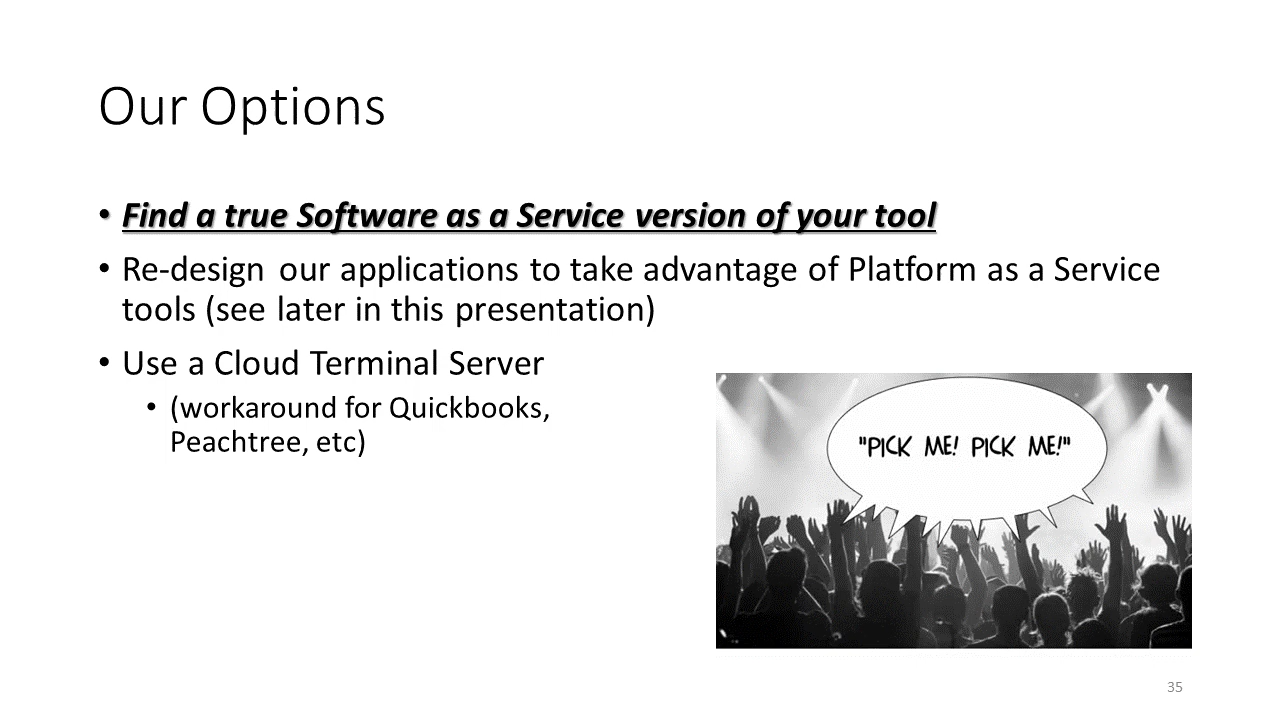 Our Options
• Find a true Software as a Service version of your tool
• Re-design our applications to take advantage of Platform as a Service
tools (see later in this presentation)
• Use a Cloud Terminal Server
• (workaround for Quickbooks,
Peachtree, etc)
"PICK ME! PICK ME!"
35